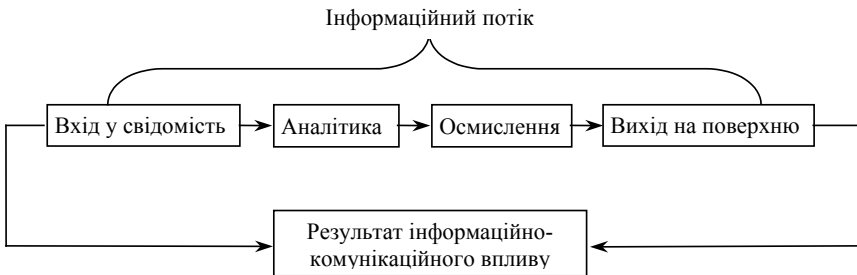 Інформаційний потік
Вхід у свідомість
Аналітика
Осмислення
Вихід на поверхню
Результат інформаційно-
комунікаційного впливу